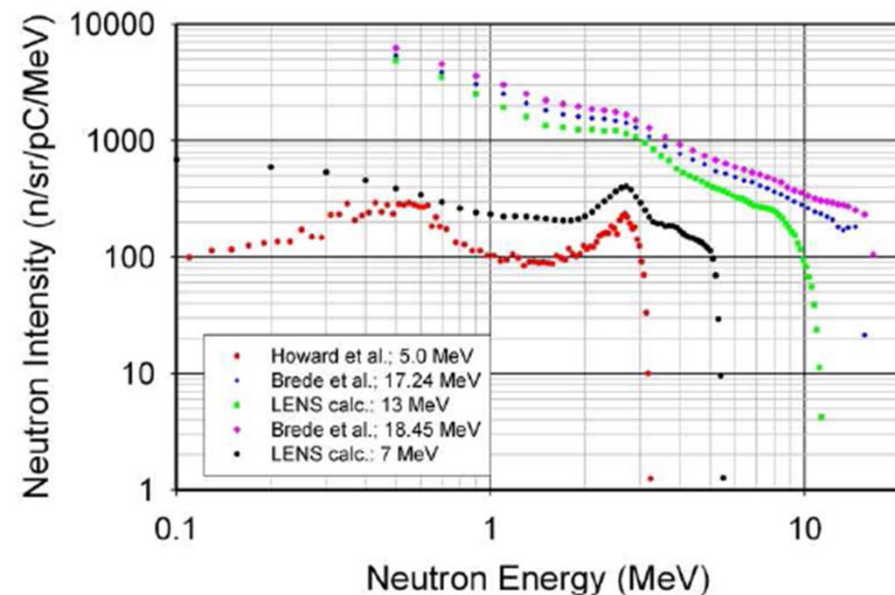 Neutron Intensity (n/sr/pC/MeV)
10000
1000
100
10
1
Howard et al.; 5.0 MeV
Brede et al.; 17.24 MeV
LENS calc.: 13 MeV
Brede et al.; 18.45 MeV
LENS calc.: 7 MeV
0.1
1
10
Neutron Energy (MeV)